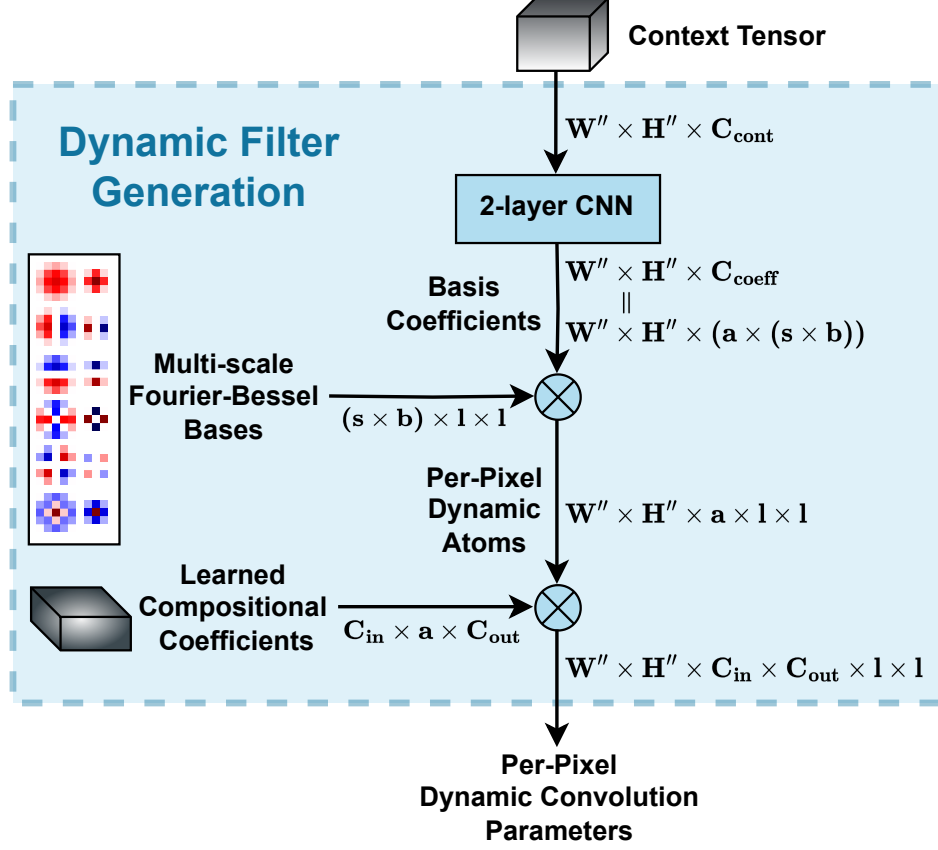 Context Tensor
W″ × H″ × C_cont
Dynamic Filter
Generation
2-layer CNN
W″ × H″ × C_coeff
=
W″ × H″ × (a × (s × b))
Basis
Coefficients
Multi-scale
Fourier-Bessel
Bases
(s × b) × l × l
Per-Pixel
Dynamic
Atoms
W″ × H″ × a × l × l
Learned
Compositional
Coefficients
C_in × a × C_out
W″ × H″ × C_in × C_out × l × l
Per-Pixel
Dynamic Convolution
Parameters